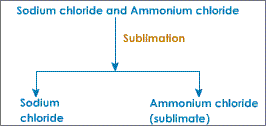 Sodium chloride and Ammonium chloride
Sublimation
Sodium
chloride
Ammonium chloride
(sublimate)